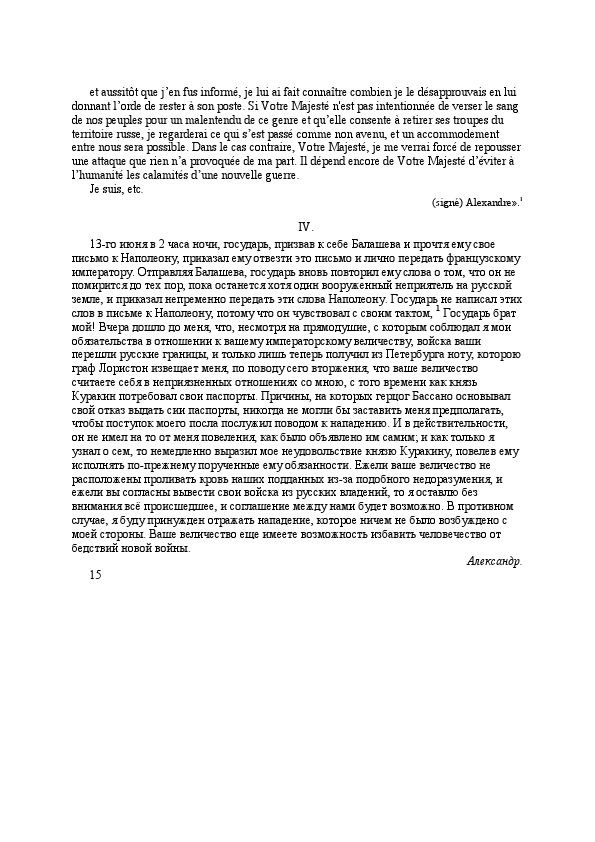 et aussitôt que j’en fus informé, je lui ai fait connaître combien je le désapprouvais en lui
donnant l’orde de rester à son poste. Si Votre Majesté n'est pas intentionnée de verser le sang
de nos peuples pour un malentendu de ce genre et qu’elle consente à retirer ses troupes du
territoire russe, je regarderai ce qui s’est passé comme non avenu, et un accommodement
entre nous sera possible. Dans le cas contraire, Votre Majesté, je me verrai forcé de repousser
une attaque que rien n’a provoquée de ma part. Il dépend encore de Votre Majesté d’éviter à
l’humanité les calamités d’une nouvelle guerre.
Je suis, etc.
(signé) Alexandre».¹
IV.
13-го июня в 2 часа ночи, государь, призвав к себе Балашева и прочтя ему свое
письмо к Наполеону, приказал ему отвезти это письмо и лично передать французскому
императору. Отправляя Балашева, государь вновь повторил ему слова о том, что он не
помирится до тех пор, пока останется хотя один вооруженный неприятель на русской
земле, и приказал непременно передать эти слова Наполеону. Государь не написал этих
слов в письме к Наполеону, потому что он чувствовал с своим тактом, ¹ Государь брат
мой! Вчера дошло до меня, что, несмотря на прямодушие, с которым соблюдал я мои
обязательства в отношении к вашему императорскому величеству, войска ваши
перешли русские границы, и только лишь теперь получил из Петербурга ноту, которою
граф Лористон извещает меня, по поводу сего вторжения, что ваше величество
считаете себя в неприязненных отношениях со мною, с того времени как князь
Куракин потребовал свои паспорты. Причины, на которых герцог Бассано основывал
свой отказ выдать сии паспорты, никогда не могли бы заставить меня предполагать,
чтобы поступок моего посла послужил поводом к нападению. И в действительности,
он не имел на то от меня повеления, как было объявлено им самим; и как только я
узнал о сем, то немедленно выразил мое неудовольствие князю Куракину, повелев ему
исполнять по-прежнему порученные ему обязанности. Ежели ваше величество не
расположены проливать кровь наших подданных из-за подобного недоразумения, и
ежели вы согласны вывести свои войска из русских владений, то я оставлю без
внимания всё происшедшее, и соглашение между нами будет возможно. В противном
случае, я буду принужден отражать нападение, которое ничем не было возбуждено с
моей стороны. Ваше величество еще имеете возможность избавить человечество от
бедствий новой войны.
Александр.
15